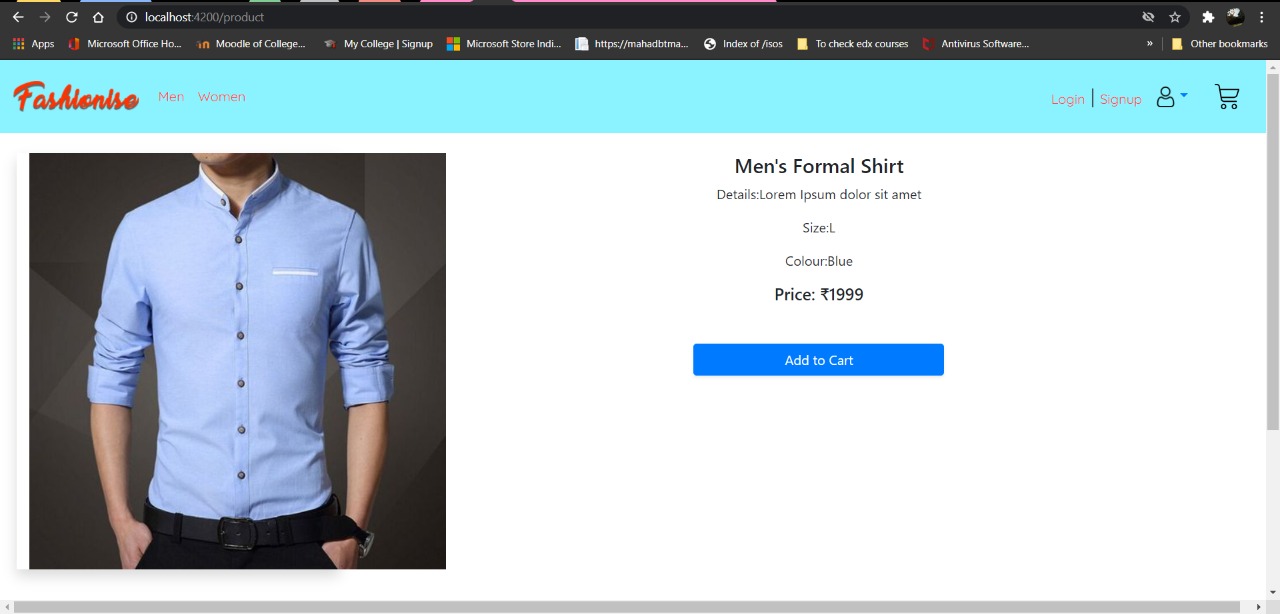 localhost:4200/product
Apps Microsoft Office Ho... Moodle of College... My College | Signup Microsoft Store Indi... https://mahadbtma... Index of /isos To check edx courses Antivirus Software... » Other bookmarks
Fashionise Men Women Login | Signup
Men's Formal Shirt
Details:Lorem Ipsum dolor sit amet
Size:L
Colour:Blue
Price: ₹1999
Add to Cart